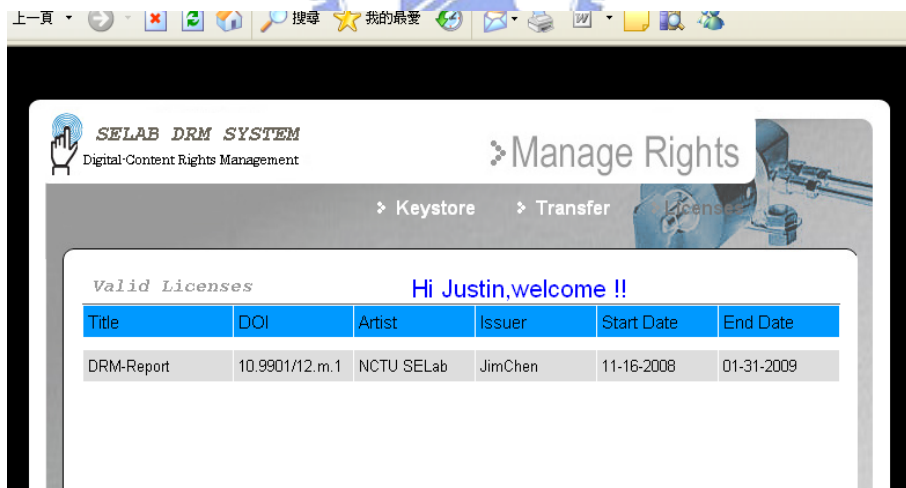 上一頁 搜尋 我的最愛
SELAB DRM SYSTEM
Digital-Content Rights Management
Manage Rights
Keystore Transfer Licenses
Valid Licenses Hi Justin,welcome !!
Title DOI Artist Issuer Start Date End Date
DRM-Report 10.9901/12.m.1 NCTU SELab JimChen 11-16-2008 01-31-2009